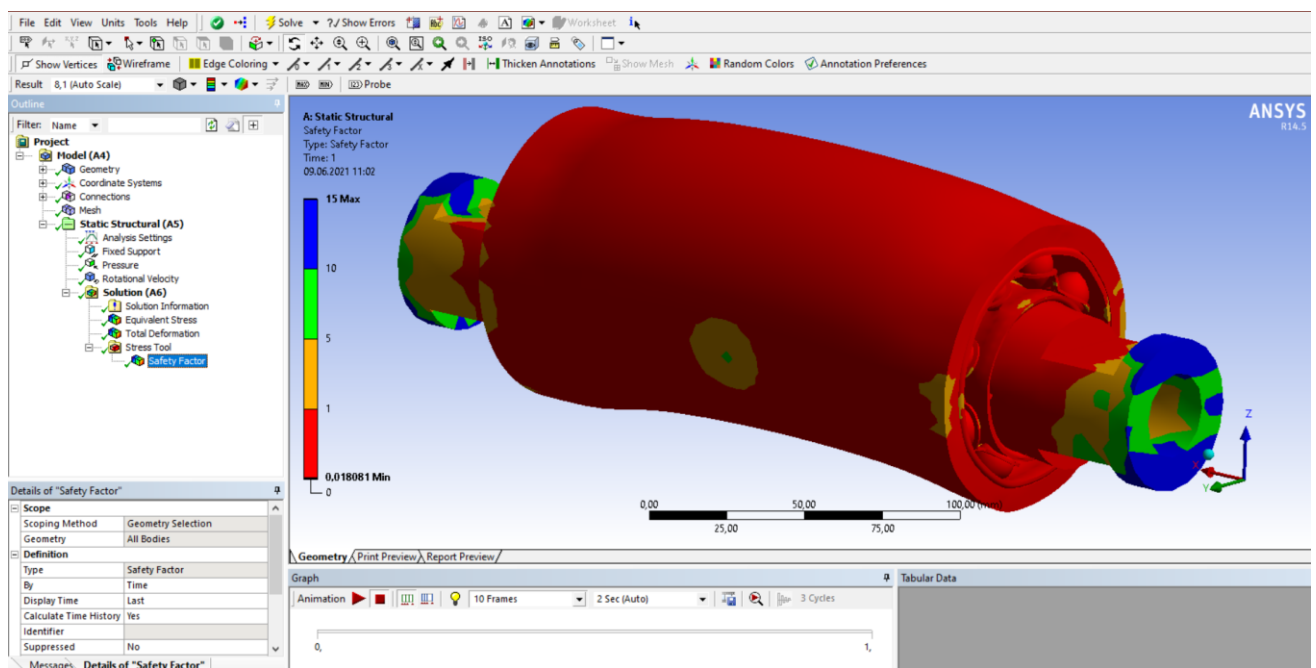 File Edit View Units Tools Help Solve ?/ Show Errors A Worksheet i
Show Vertices Wireframe Edge Coloring Thicken Annotations Show Mesh Random Colors Annotation Preferences
Result 8,1 (Auto Scale) MAX MIN 123 Probe
Outline
Filter: Name
Project
Model (A4)
Geometry
Coordinate Systems
Connections
Mesh
Static Structural (A5)
Analysis Settings
Fixed Support
Pressure
Rotational Velocity
Solution (A6)
Solution Information
Equivalent Stress
Total Deformation
Stress Tool
Safety Factor
A: Static Structural
Safety Factor
Type: Safety Factor
Time: 1
09.06.2021 11:02
15 Max
10
5
1
0,018081 Min
0
ANSYS
R14.5
Z
X
Y
0,00 50,00 100,00 (mm)
25,00 75,00
Geometry Print Preview Report Preview
Details of "Safety Factor"
Scope
Scoping Method Geometry Selection
Geometry All Bodies
Definition
Type Safety Factor
By Time
Display Time Last
Calculate Time History Yes
Identifier
Suppressed No
Messages Details of "Safety Factor"
Graph
Animation 10 Frames 2 Sec (Auto) 3 Cycles
0, 1,
Tabular Data